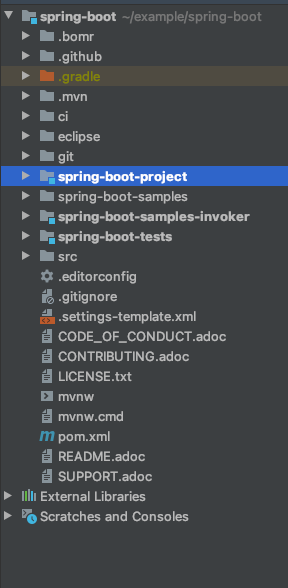 spring-boot ~/example/spring-boot
.bomr
.github
.gradle
.mvn
ci
eclipse
git
spring-boot-project
spring-boot-samples
spring-boot-samples-invoker
spring-boot-tests
src
.editorconfig
.gitignore
.settings-template.xml
CODE_OF_CONDUCT.adoc
CONTRIBUTING.adoc
LICENSE.txt
mvnw
mvnw.cmd
pom.xml
README.adoc
SUPPORT.adoc
External Libraries
Scratches and Consoles